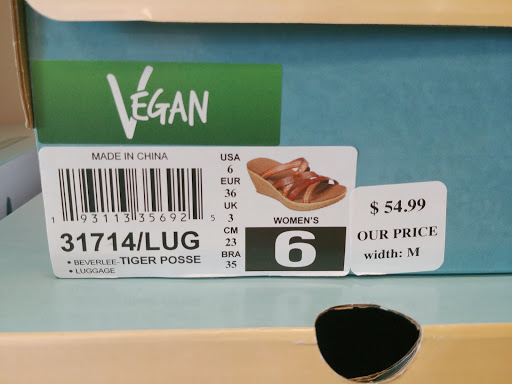 VEGAN
MADE IN CHINA
1 93113 35692 5
31714/LUG
• BEVERLEE-TIGER POSSE
• LUGGAGE
USA
6
EUR
36
UK
3
CM
23
BRA
35
WOMEN'S
6
$ 54.99
OUR PRICE
width: M